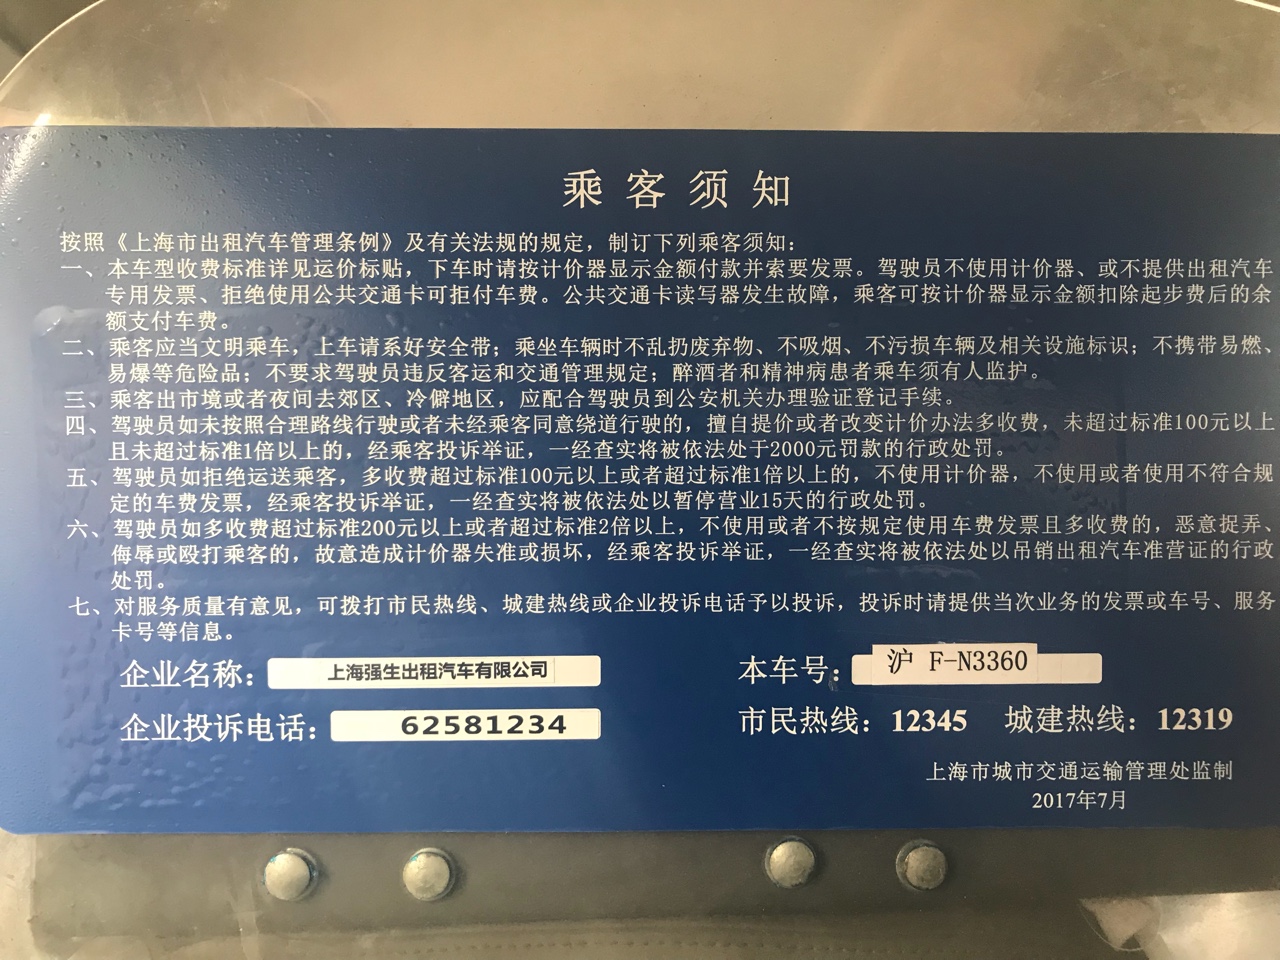 乘客须知
按照《上海市出租汽车管理条例》及有关法规的规定，制订下列乘客须知：
一、本车型收费标准详见运价标贴，下车时请按计价器显示金额付款并索要发票。驾驶员不使用计价器、或不提供出租汽车
专用发票、拒绝使用公共交通卡可拒付车费。公共交通卡读写器发生故障，乘客可按计价器显示金额扣除起步费后的余
额支付车费。
二、乘客应当文明乘车，上车请系好安全带；乘坐车辆时不乱扔废弃物、不吸烟、不污损车辆及相关设施标识；不携带易燃、
易爆等危险品；不要求驾驶员违反客运和交通管理规定；醉酒者和精神病患者乘车须有人监护。
三、乘客出市境或者夜间去郊区、冷僻地区，应配合驾驶员到公安机关办理验证登记手续。
四、驾驶员如未按照合理路线行驶或者未经乘客同意绕道行驶的，擅自提价或者改变计价办法多收费，未超过标准100元以上
且未超过标准1倍以上的，经乘客投诉举证，一经查实将被依法处于2000元罚款的行政处罚。
五、驾驶员如拒绝运送乘客，多收费超过标准100元以上或者超过标准1倍以上的，不使用计价器，不使用或者使用不符合规
定的车费发票，经乘客投诉举证，一经查实将被依法处以暂停营业15天的行政处罚。
六、驾驶员如多收费超过标准200元以上或者超过标准2倍以上，不使用或者不按规定使用车费发票且多收费的，恶意捉弄、
侮辱或殴打乘客的，故意造成计价器失准或损坏，经乘客投诉举证，一经查实将被依法处以吊销出租汽车准营证的行政
处罚。
七、对服务质量有意见，可拨打市民热线、城建热线或企业投诉电话予以投诉，投诉时请提供当次业务的发票或车号、服务
卡号等信息。
企业名称：上海强生出租汽车有限公司 本车号：沪 F-N3360
企业投诉电话：62581234 市民热线：12345 城建热线：12319
上海市城市交通运输管理处监制
2017年7月